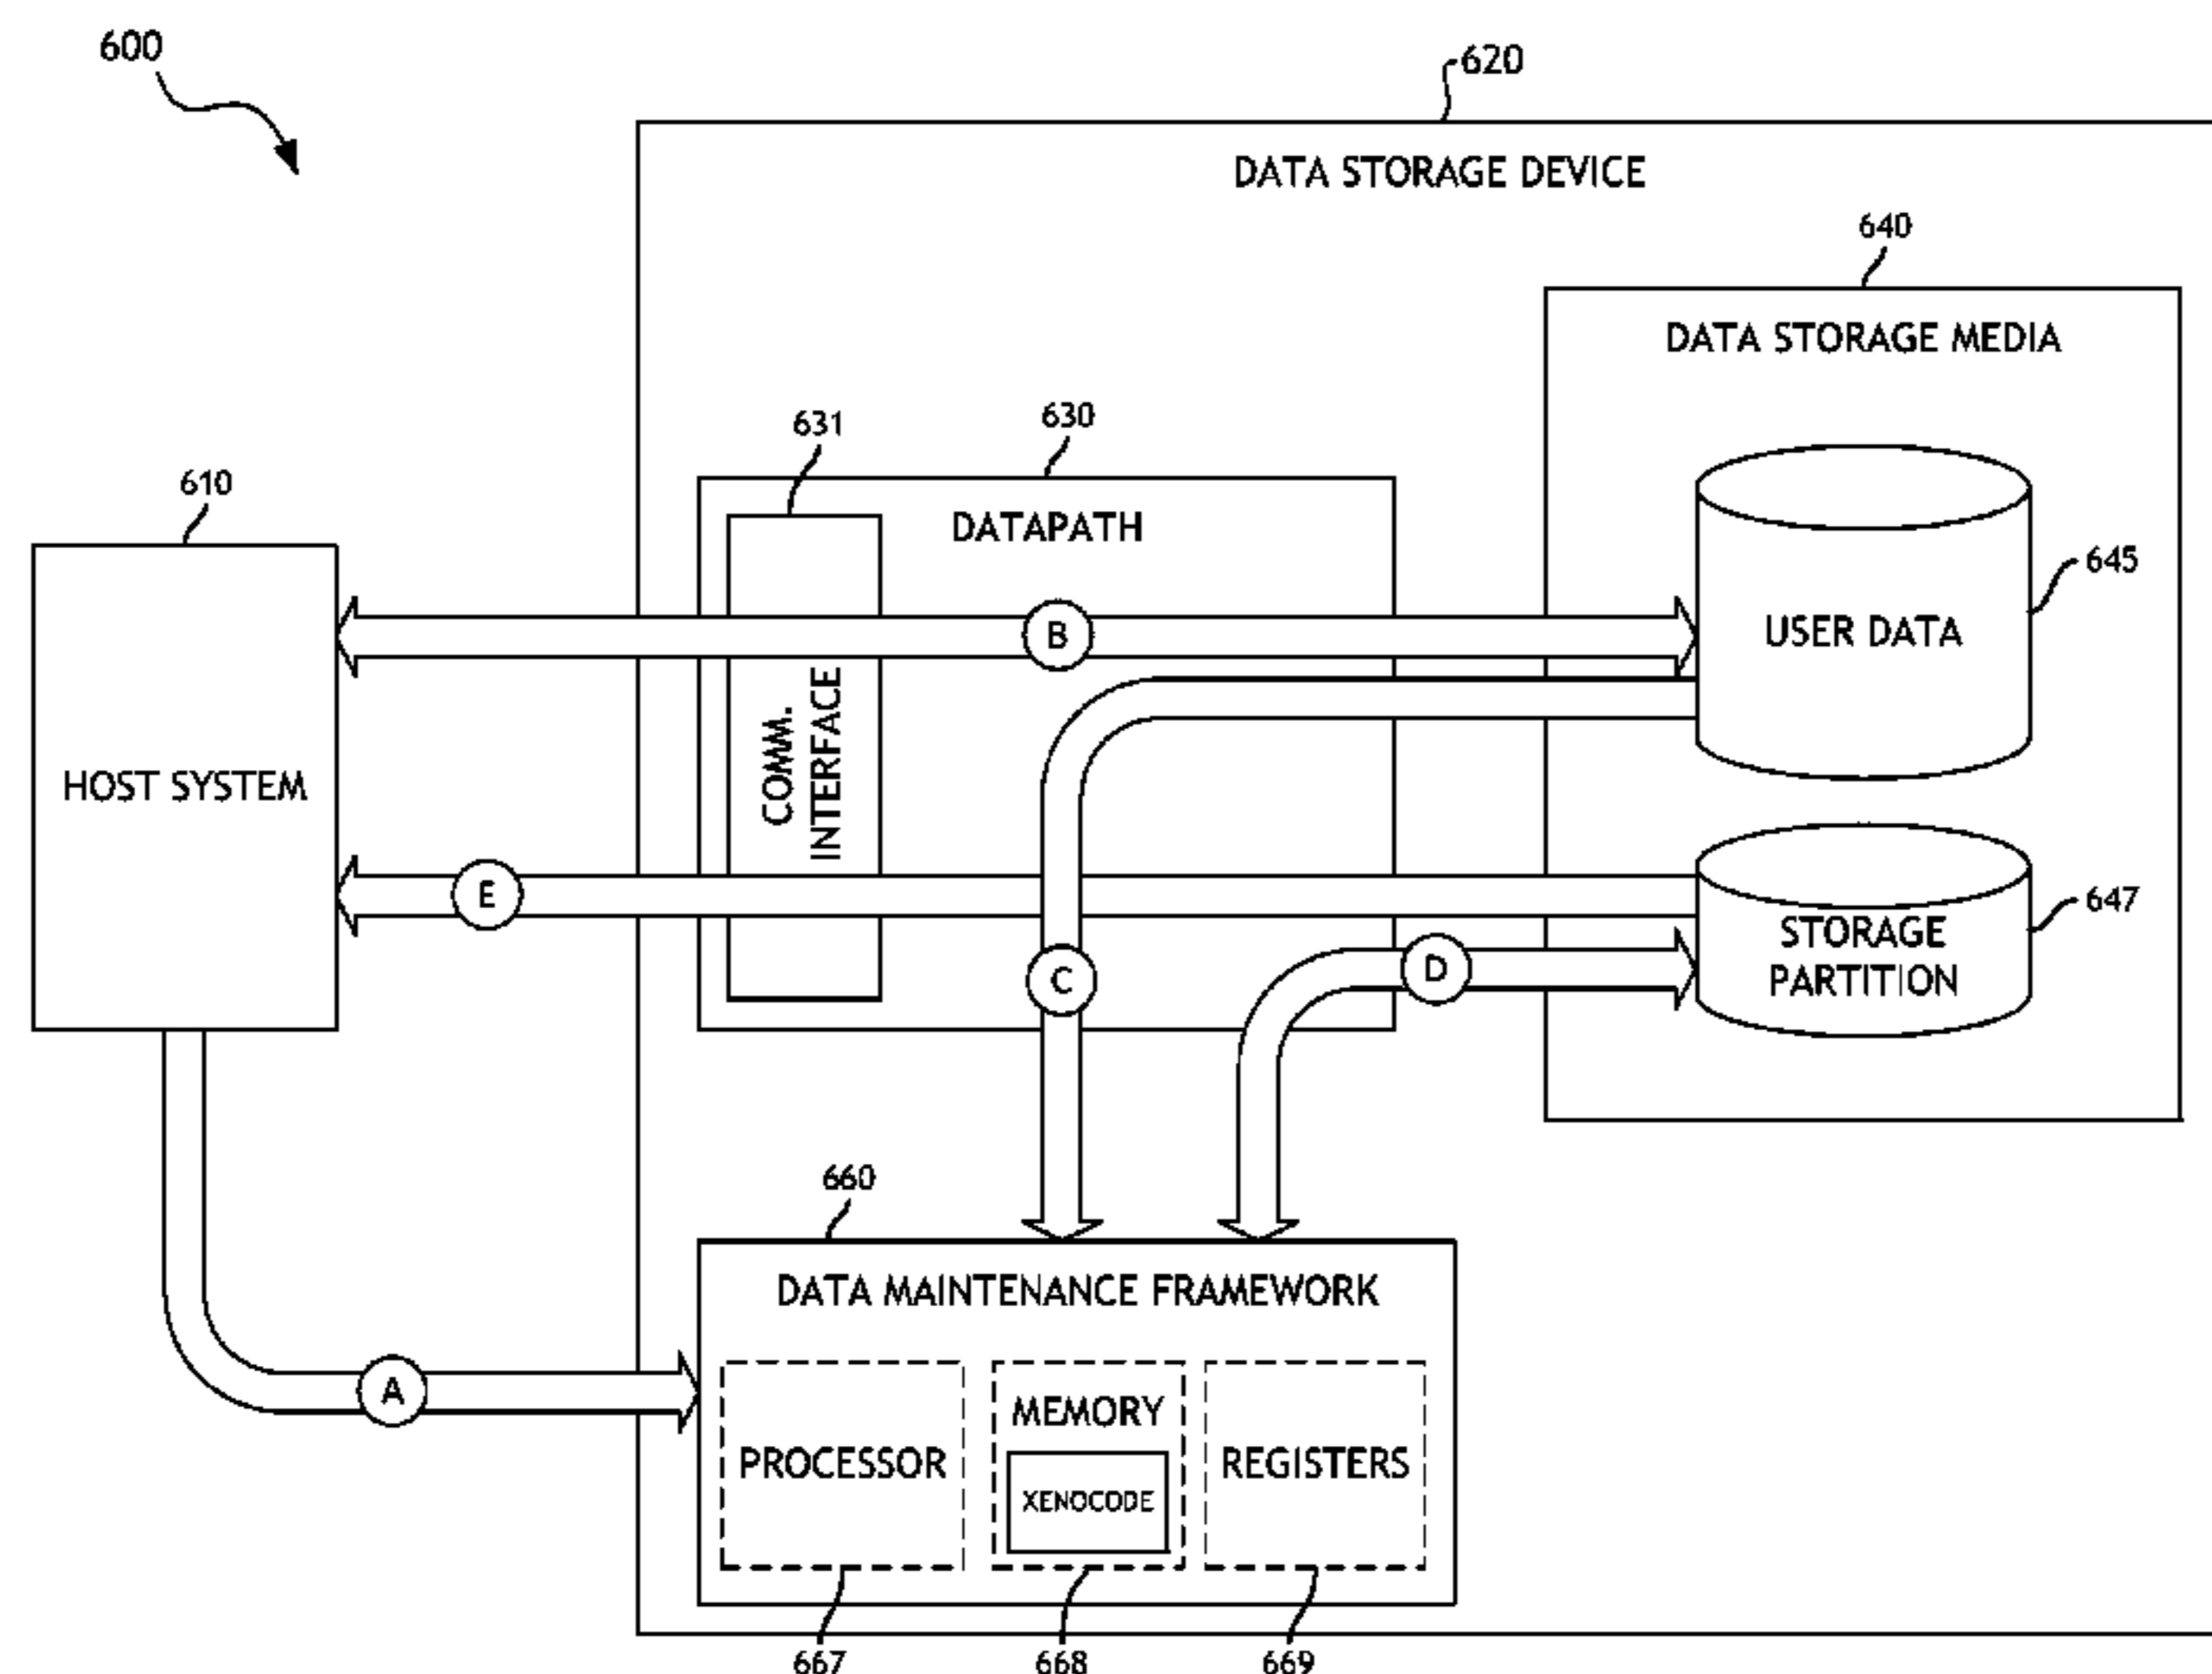 600
620
DATA STORAGE DEVICE
640
DATA STORAGE MEDIA
631
630
DATAPATH
610
HOST SYSTEM
COMM.
INTERFACE
B
USER DATA
645
E
C
D
STORAGE
PARTITION
647
A
660
DATA MAINTENANCE FRAMEWORK
PROCESSOR
MEMORY
XENOCODE
REGISTERS
667
668
669